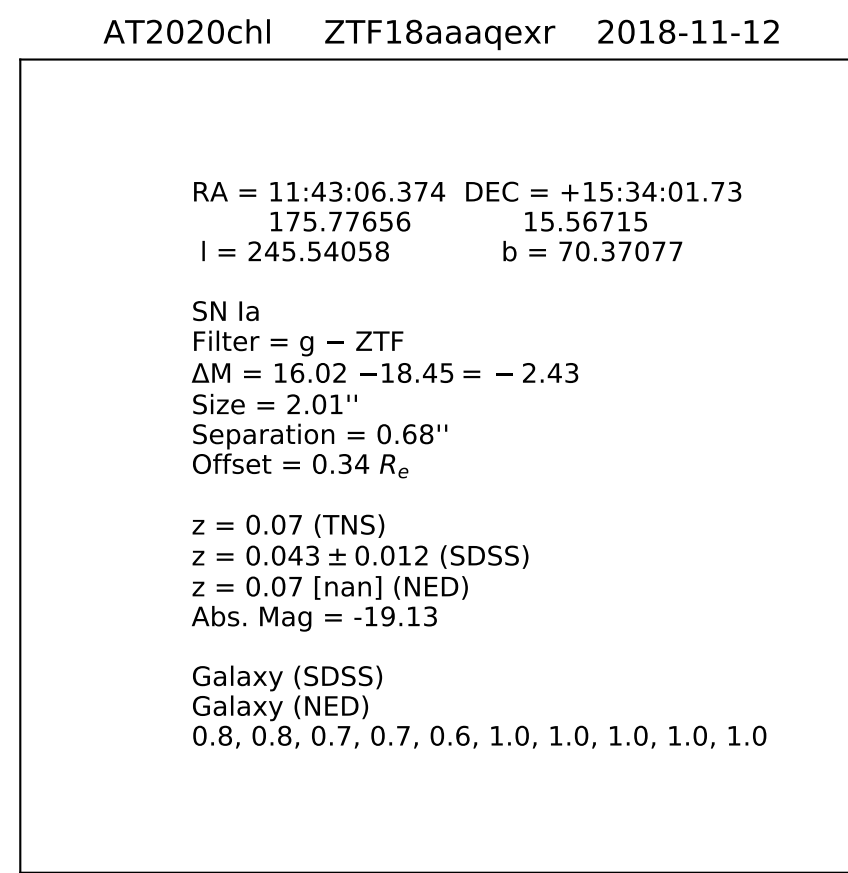 AT2020chl ZTF18aaaqexr 2018-11-12
RA = 11:43:06.374 DEC = +15:34:01.73
175.77656 15.56715
l = 245.54058 b = 70.37077
SN Ia
Filter = g − ZTF
ΔM = 16.02 −18.45 = − 2.43
Size = 2.01''
Separation = 0.68''
Offset = 0.34 Rₑ
z = 0.07 (TNS)
z = 0.043 ± 0.012 (SDSS)
z = 0.07 [nan] (NED)
Abs. Mag = -19.13
Galaxy (SDSS)
Galaxy (NED)
0.8, 0.8, 0.7, 0.7, 0.6, 1.0, 1.0, 1.0, 1.0, 1.0